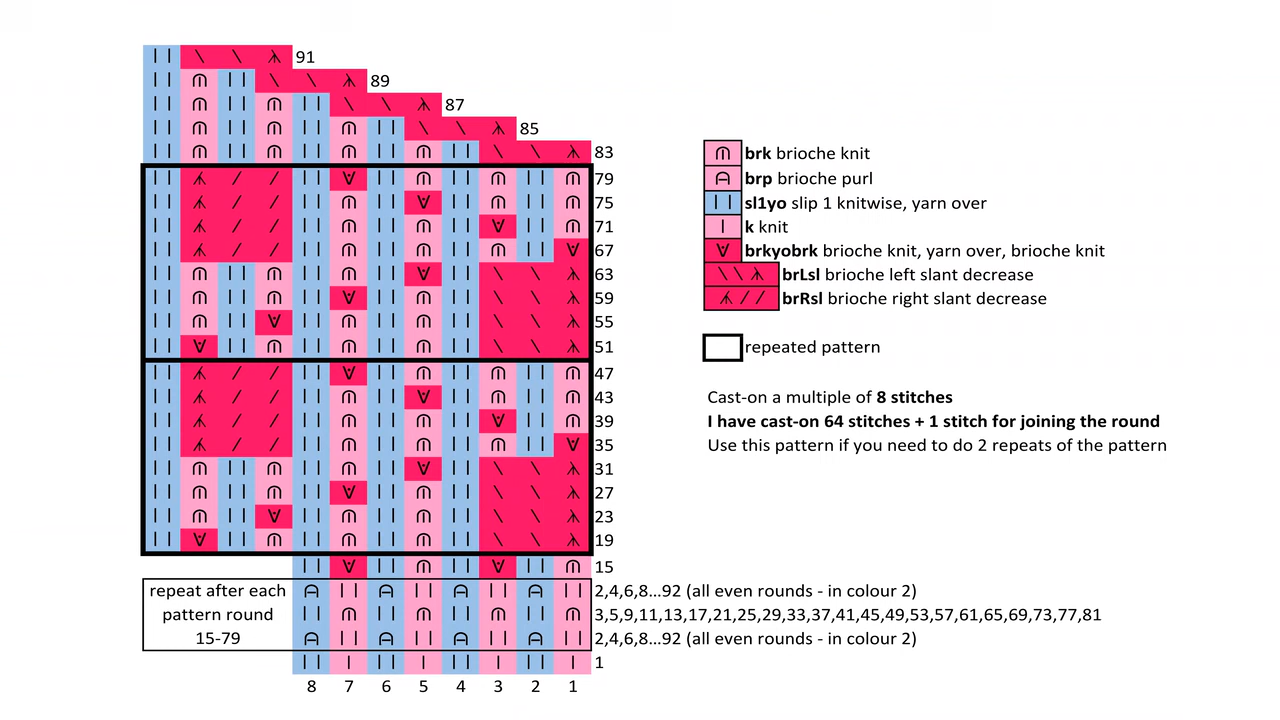 91
89
87
85
83
79
75
71
67
63
59
55
51
47
43
39
35
31
27
23
19
15
repeat after each
pattern round
15-79
2,4,6,8...92 (all even rounds - in colour 2)
3,5,9,11,13,17,21,25,29,33,37,41,45,49,53,57,61,65,69,73,77,81
2,4,6,8...92 (all even rounds - in colour 2)
1
8 7 6 5 4 3 2 1
brk brioche knit
brp brioche purl
sl1yo slip 1 knitwise, yarn over
k knit
brkyobrk brioche knit, yarn over, brioche knit
brLsl brioche left slant decrease
brRsl brioche right slant decrease
repeated pattern
Cast-on a multiple of 8 stitches
I have cast-on 64 stitches + 1 stitch for joining the round
Use this pattern if you need to do 2 repeats of the pattern